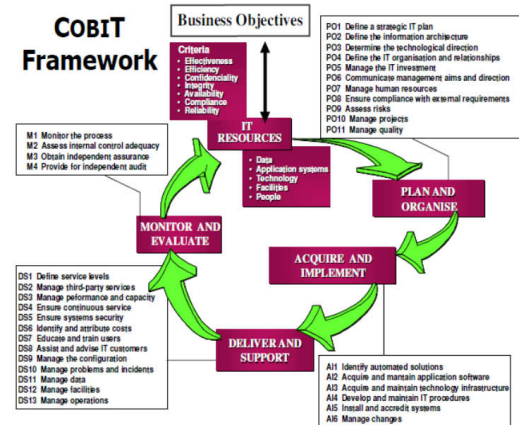 COBIT
Framework
Business Objectives
Criteria
• Effectiveness
• Efficiency
• Confidenciality
• Integrity
• Availability
• Compliance
• Reliability
IT
RESOURCES
• Data
• Application systems
• Technology
• Facilities
• People
PO1 Define a strategic IT plan
PO2 Define the information architecture
PO3 Determine the technological direction
PO4 Define the IT organisation and relationships
PO5 Manage the IT investment
PO6 Communicate management aims and direction
PO7 Manage human resources
PO8 Ensure compliance with external requirements
PO9 Assess risks
PO10 Manage projects
PO11 Manage quality
PLAN AND
ORGANISE
ACQUIRE AND
IMPLEMENT
AI1 Identify automated solutions
AI2 Acquire and mantain application software
AI3 Acquire and maintain technology infrastructure
AI4 Develop and maintain IT procedures
AI5 Install and accredit systems
AI6 Manage changes
DELIVER AND
SUPPORT
DS1 Define service levels
DS2 Manage third-party services
DS3 Manage peformance and capacity
DS4 Ensure continuous service
DS5 Ensure systems security
DS6 Identify and attribute costs
DS7 Educate and train users
DS8 Assist and advise IT customers
DS9 Manage the configuration
DS10 Manage problems and incidents
DS11 Manage data
DS12 Manage facilities
DS13 Manage operations
MONITOR AND
EVALUATE
M1 Monitor the process
M2 Assess internal control adequacy
M3 Obtain independent assurance
M4 Provide for independent audit